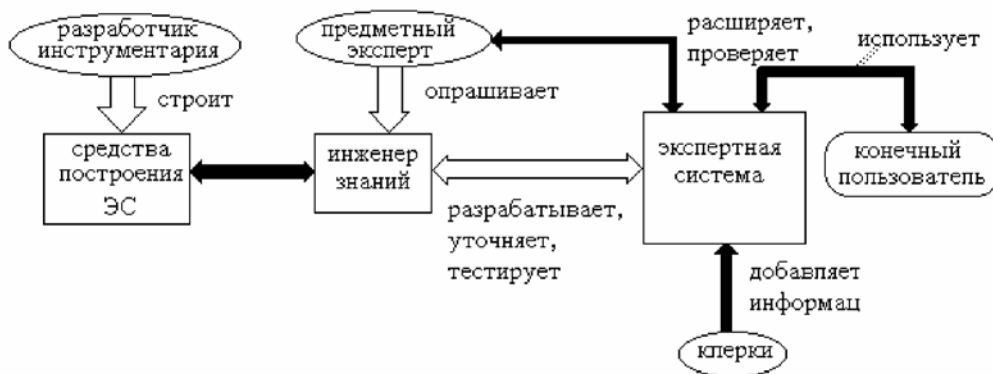 разработчик
инструментария
предметный
эксперт
расширяет,
проверяет
использует
строит
опрашивает
средства
построения
ЭС
инженер
знаний
экспертная
система
конечный
пользователь
разрабатывает,
уточняет,
тестирует
добавляет
информац
клерки